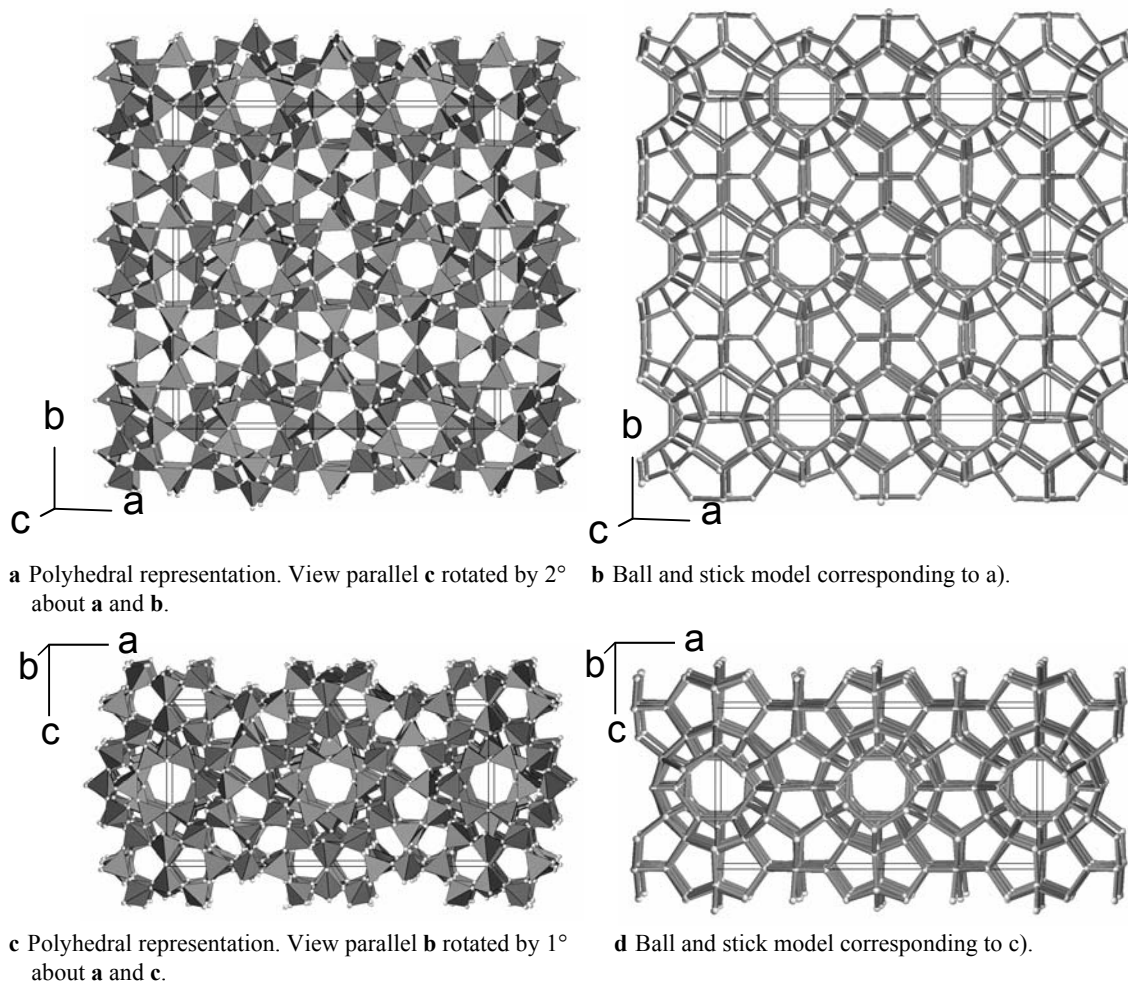 b
c
a
b
c
a
a Polyhedral representation. View parallel c rotated by 2°
about a and b.
b Ball and stick model corresponding to a).
b
a
c
b
a
c
c Polyhedral representation. View parallel b rotated by 1°
about a and c.
d Ball and stick model corresponding to c).